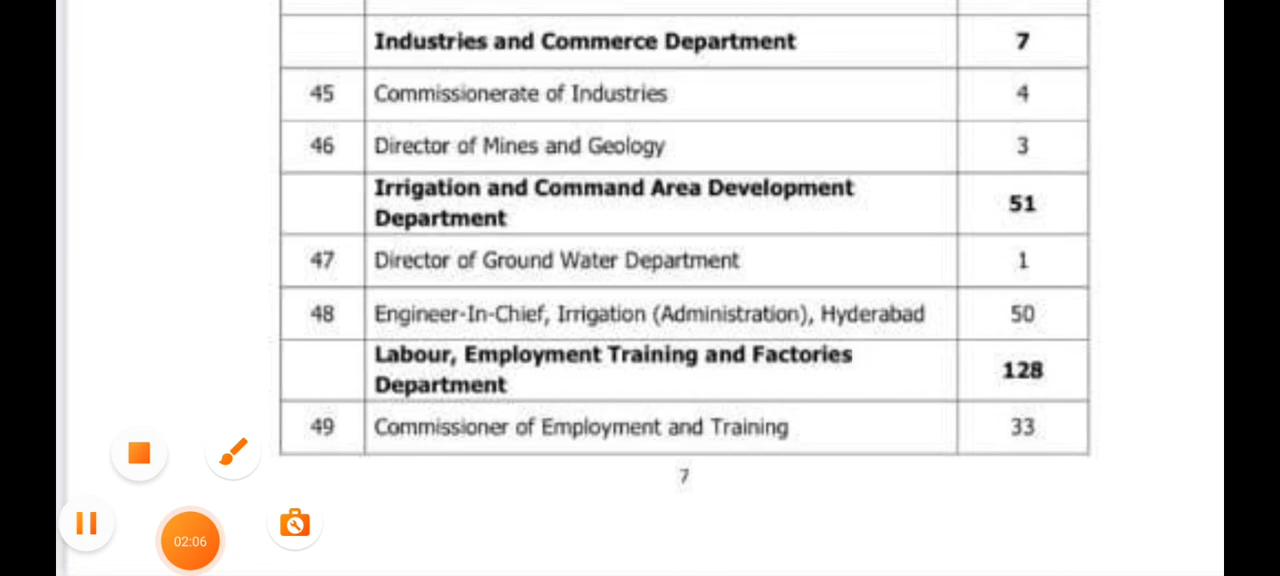 Industries and Commerce Department 7
45 Commissionerate of Industries 4
46 Director of Mines and Geology 3
Irrigation and Command Area Development
Department 51
47 Director of Ground Water Department 1
48 Engineer-In-Chief, Irrigation (Administration), Hyderabad 50
Labour, Employment Training and Factories
Department 128
49 Commissioner of Employment and Training 33
7
02:06